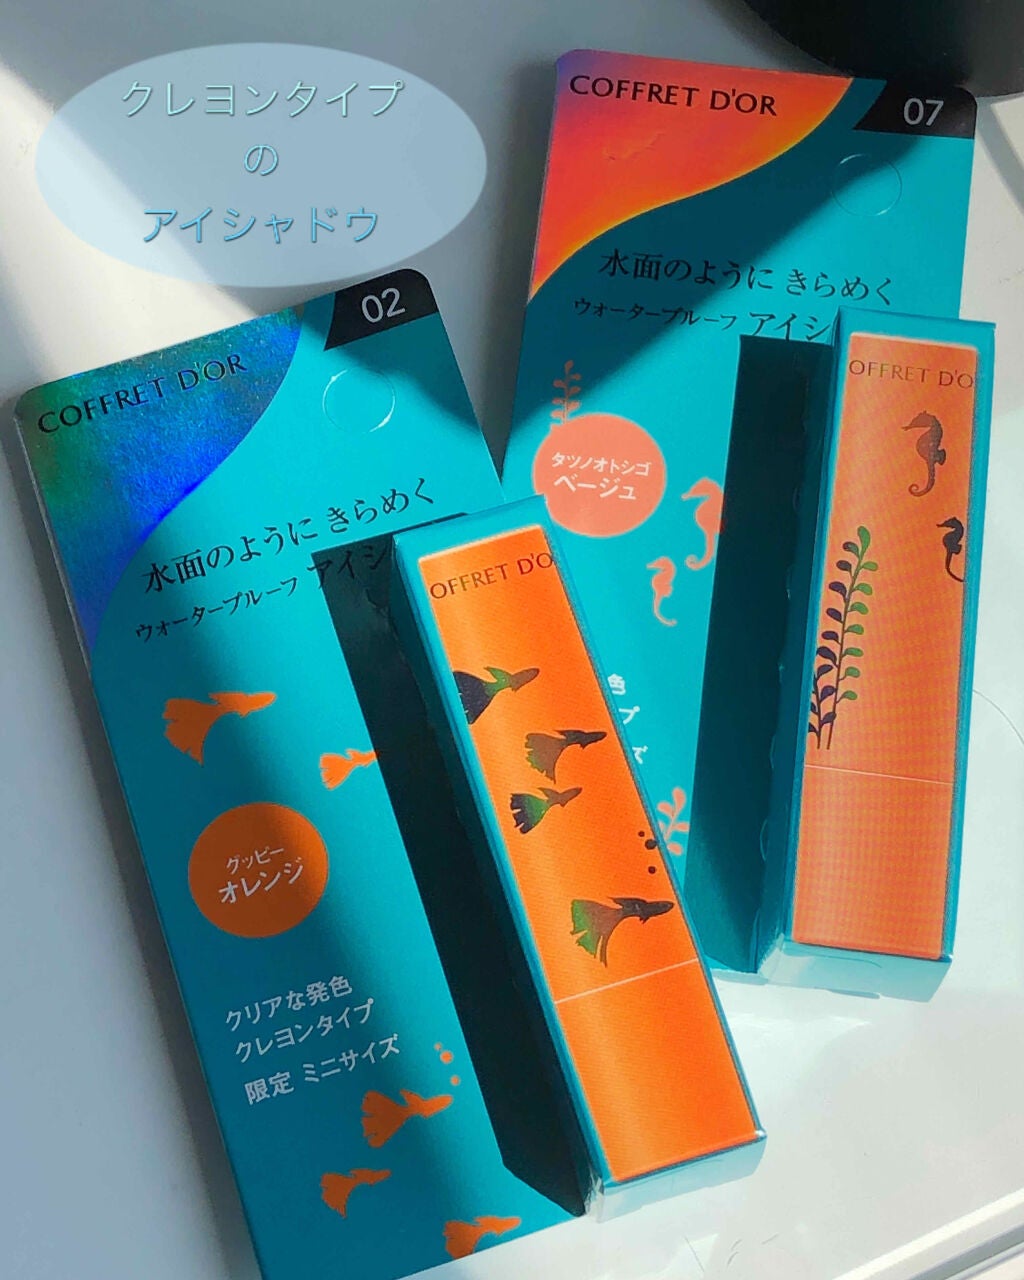 クレヨンタイプ
の
アイシャドウ
COFFRET D'OR
02
水面のように きらめく
ウォータープルーフ アイシ
OFFRET D'O
グッピー
オレンジ
クリアな発色
クレヨンタイプ
限定 ミニサイズ
COFFRET D'OR
07
水面のように きらめく
ウォータープルーフ アイシ
OFFRET D'O
タツノオトシゴ
ベージュ
色
プ
ズ